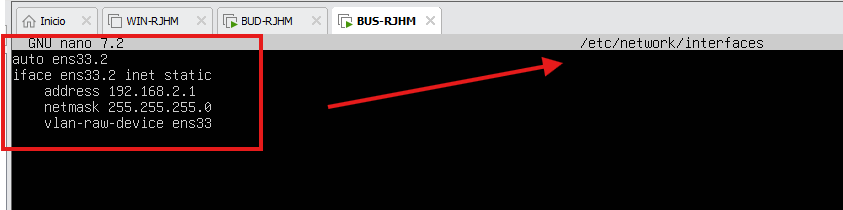 Inicio WIN-RJHM BUD-RJHM BUS-RJHM
GNU nano 7.2 /etc/network/interfaces
auto ens33.2
iface ens33.2 inet static
address 192.168.2.1
netmask 255.255.255.0
vlan-raw-device ens33